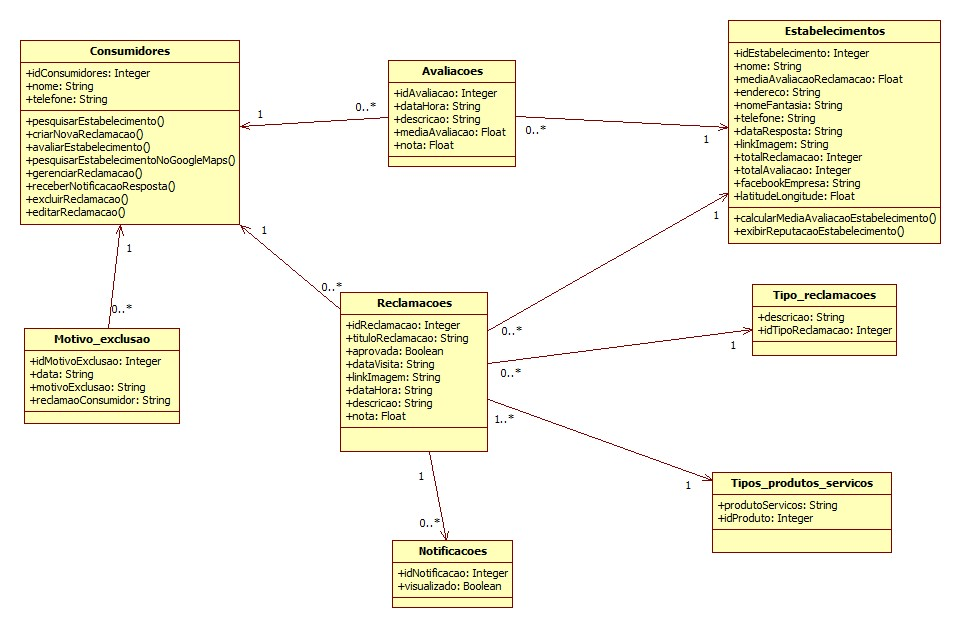 Consumidores
+idConsumidores: Integer
+nome: String
+telefone: String
+pesquisarEstabelecimento()
+criarNovaReclamacao()
+avaliarEstabelecimento()
+pesquisarEstabelecimentoNoGoogleMaps()
+gerenciarReclamacao()
+receberNotificacaoResposta()
+excluirReclamacao()
+editarReclamacao()
1
0..*
Avaliacoes
+idAvaliacao: Integer
+dataHora: String
+descricao: String
+mediaAvaliacao: Float
+nota: Float
0..*
1
Estabelecimentos
+idEstabelecimento: Integer
+nome: String
+mediaAvaliacaoReclamacao: Float
+endereco: String
+nomeFantasia: String
+telefone: String
+dataResposta: String
+linkImagem: String
+totalReclamacao: Integer
+totalAvaliacao: Integer
+facebookEmpresa: String
+latitudeLongitude: Float
+calcularMediaAvaliacaoEstabelecimento()
+exibirReputacaoEstabelecimento()
1
0..*
1
0..*
Motivo_exclusao
+idMotivoExclusao: Integer
+data: String
+motivoExclusao: String
+reclamaoConsumidor: String
Reclamacoes
+idReclamacao: Integer
+tituloReclamacao: String
+aprovada: Boolean
+dataVisita: String
+linkImagem: String
+dataHora: String
+descricao: String
+nota: Float
1
0..*
0..*
1
1..*
1
1
0..*
Tipo_reclamacoes
+descricao: String
+idTipoReclamacao: Integer
Tipos_produtos_servicos
+produtoServicos: String
+idProduto: Integer
Notificacoes
+idNotificacao: Integer
+visualizado: Boolean